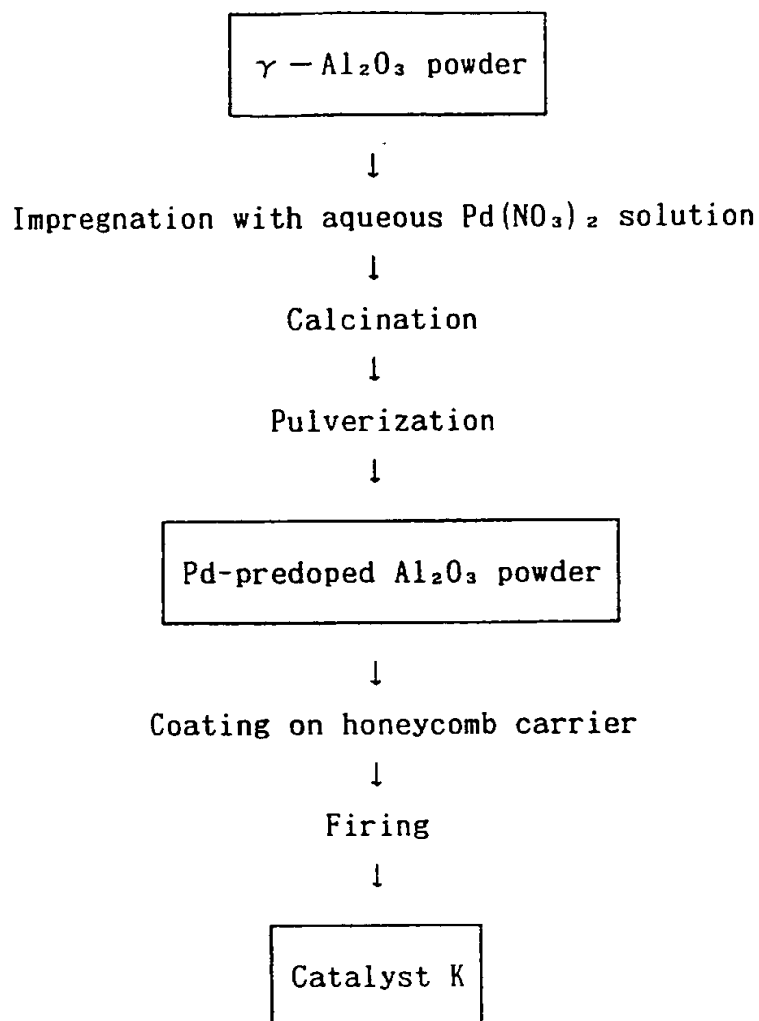 γ－Al₂O₃ powder
↓
Impregnation with aqueous Pd(NO₃)₂ solution
↓
Calcination
↓
Pulverization
↓
Pd-predoped Al₂O₃ powder
↓
Coating on honeycomb carrier
↓
Firing
↓
Catalyst K